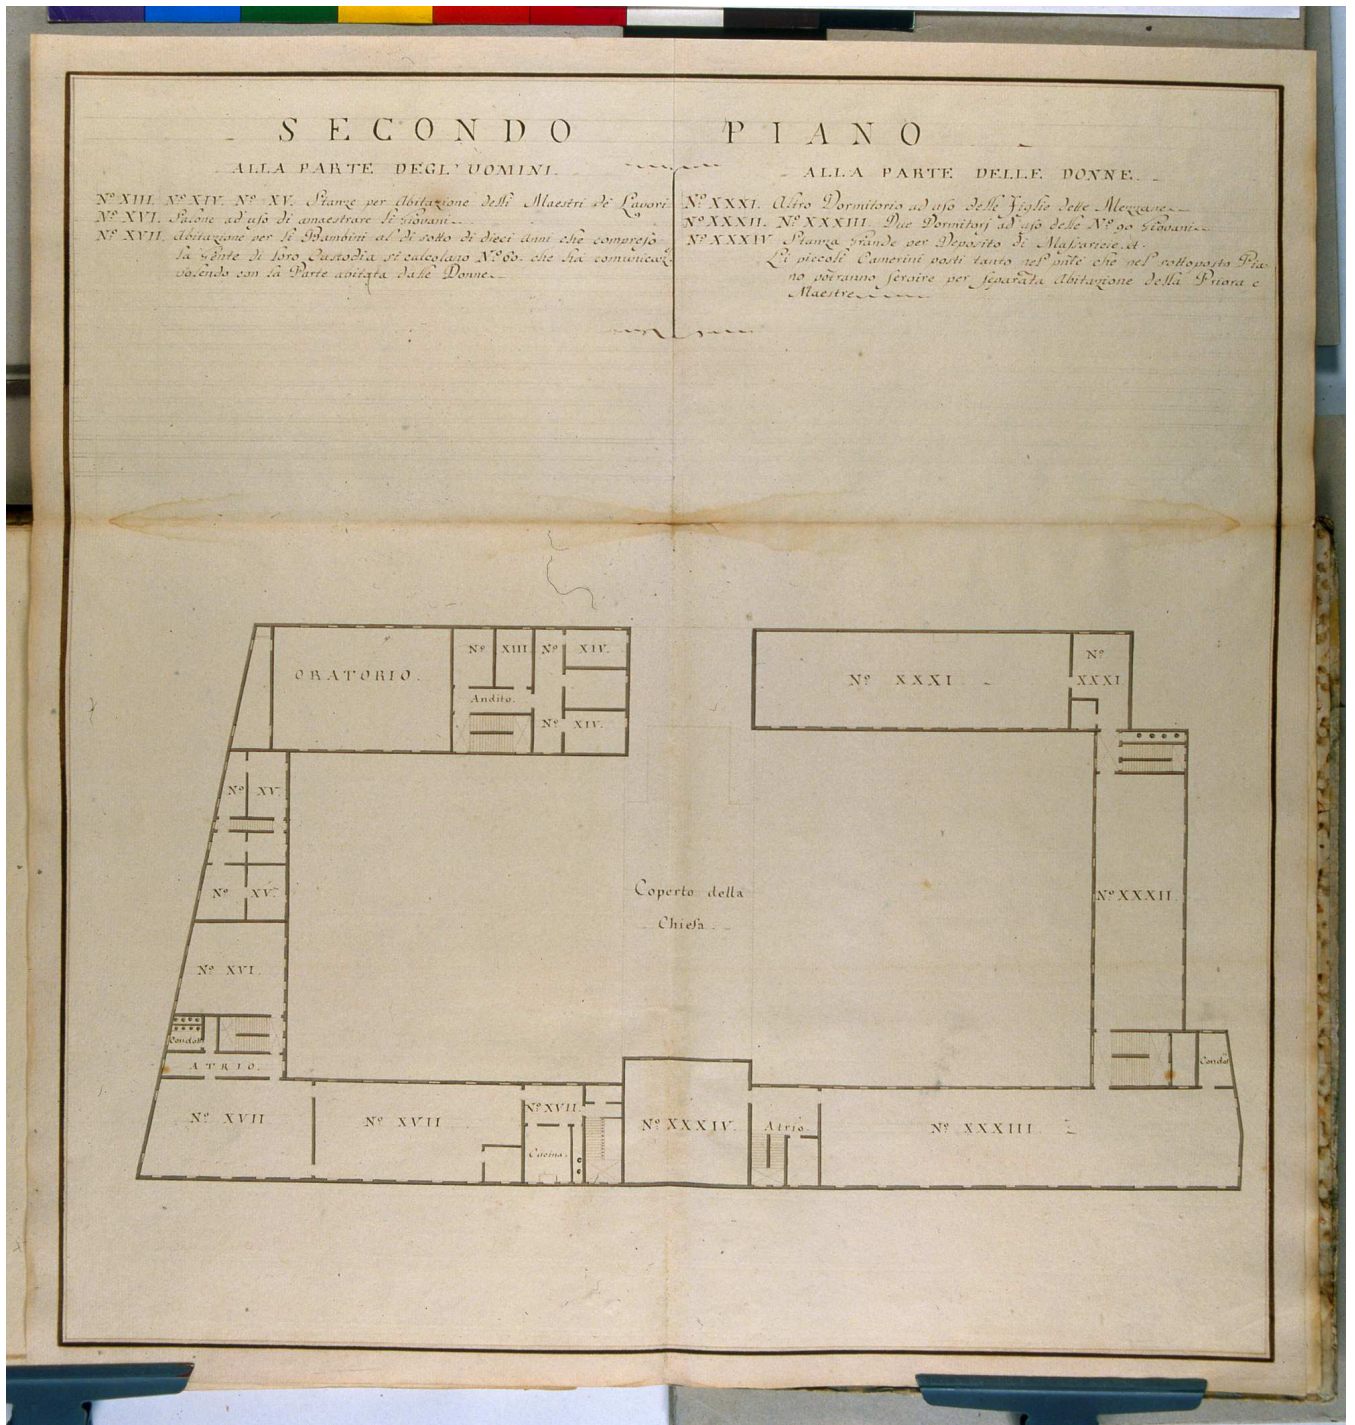 SECONDO PIANO
ALLA PARTE DEGL' UOMINI.
Nº XIII. Nº XIV. Nº XV. Stanze per Abitazione delli Maestri de Lavori
Nº XVI. Salone ad uso di amaestrare li Giovani
Nº XVII. Abitazione per li Bambini al di sotto di dieci Anni che compreso
la Gente di loro Custodia si calcolano Nº 60. che hà comunicaz.
volendo con la Parte abitata dalle Donne
ALLA PARTE DELLE DONNE
Nº XXXI. Altro Dormitorio ad uso delle Figlie dette Mezzane
Nº XXXII. Nº XXXIII. Due Dormitorj ad uso delle Nº 90 Giovani
Nº XXXIV Stanza grande per Deposito di Massaricie &
Li piccoli Camerini posti tanto nel pnte che nel sottoposto Pia-
no potranno servire per separata Abitazione della Priora e
Maestre
ORATORIO.
Nº XIII.
Nº XIV.
Andito.
Nº XIV.
Nº XXXI
Nº
XXXI
Nº XV.
Nº XV.
Coperto della
Chiesa
Nº XXXII
Nº XVI.
Condot
ATRIO.
Condot
Nº XVII
Nº XVII
Nº XVII.
Cucina.
Nº XXXIV.
Atrio.
Nº XXXIII.